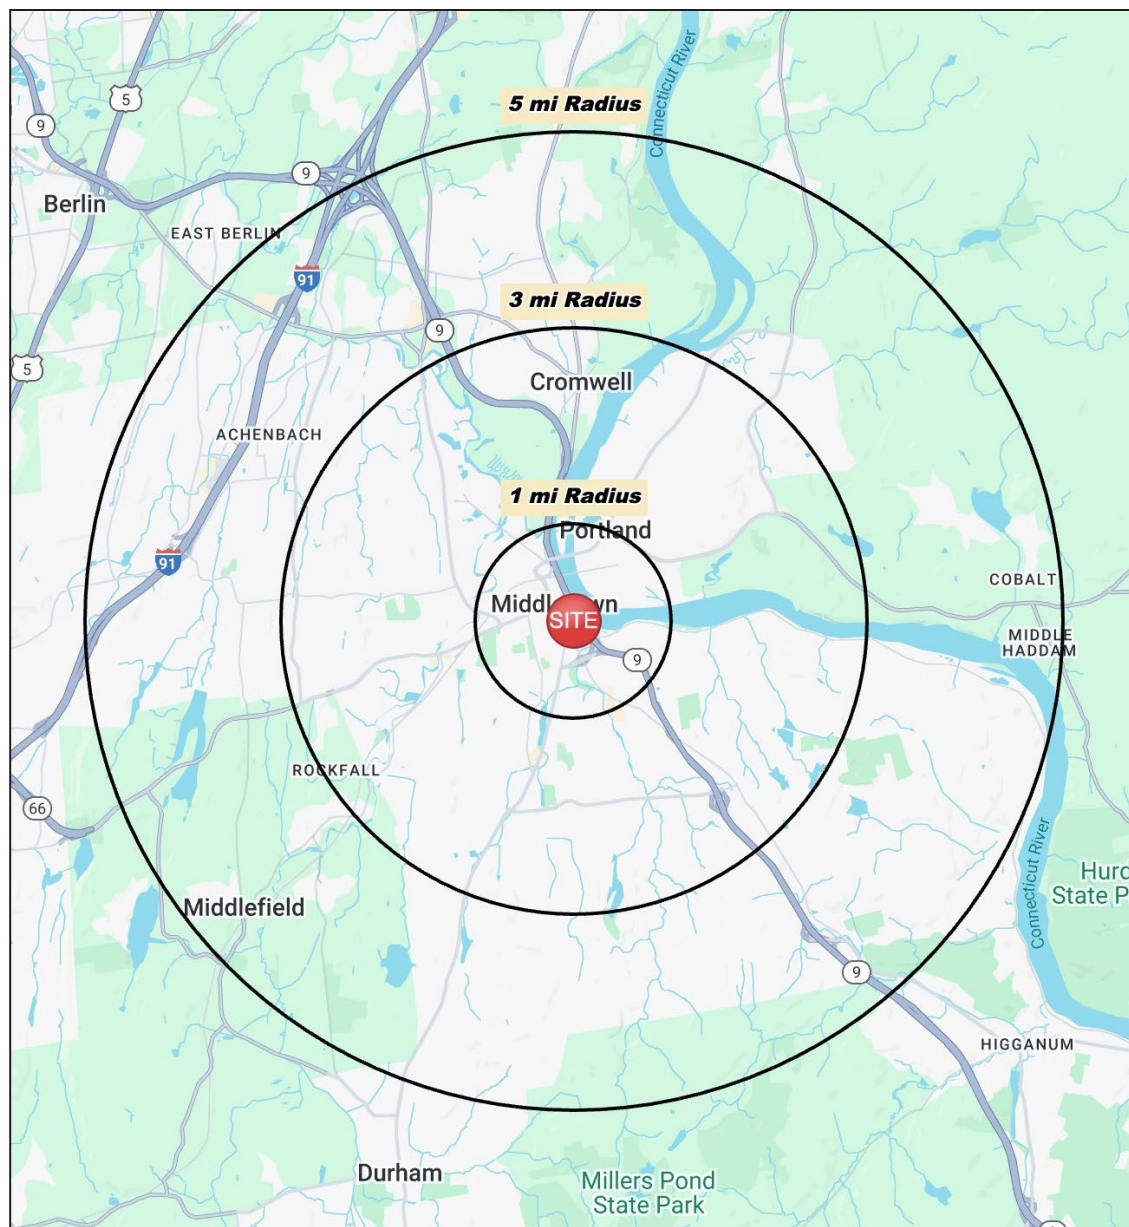 Connecticut River
5 mi Radius
5
9
9
Berlin
EAST BERLIN
91
3 mi Radius
9
5
Cromwell
ACHENBACH
1 mi Radius
Portland
91
COBALT
Middl
wn
SITE
MIDDLE
HADDAM
9
ROCKFALL
66
Connecticut River
Hurd
State P
Middlefield
9
HIGGANUM
Durham
Millers Pond
State Park